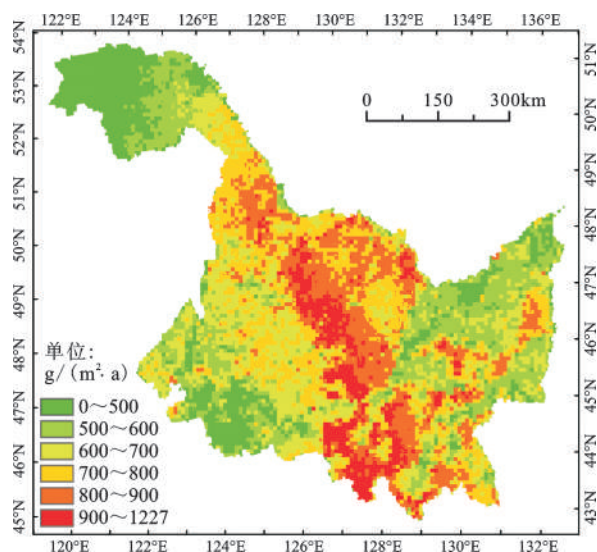 122°E 124°E 126°E 128°E 130°E 132°E 134°E 136°E
54°N
53°N
52°N
51°N
50°N
49°N
48°N
47°N
46°N
45°N
51°N
50°N
49°N
48°N
47°N
46°N
45°N
44°N
43°N
0 150 300km
单位:
g/(m²·a)
0～500
500～600
600～700
700～800
800～900
900～1227
120°E 122°E 124°E 126°E 128°E 130°E 132°E